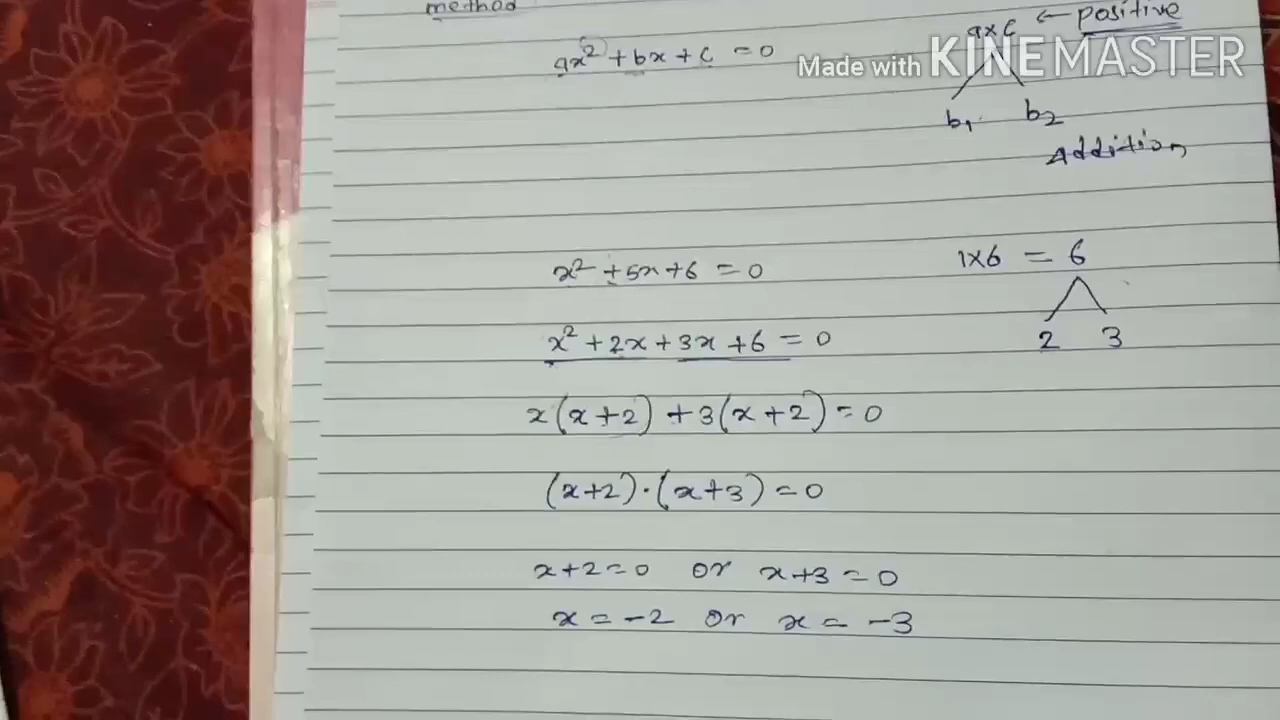 method
ax² + bx + c = 0
a×c ← positive
Made with KINEMASTER
b₁ b₂
Addition
x² + 5x + 6 = 0
1×6 = 6
x² + 2x + 3x + 6 = 0
2 3
x(x+2) + 3(x+2) = 0
(x+2)·(x+3) = 0
x+2=0 or x+3=0
x = -2 or x = -3